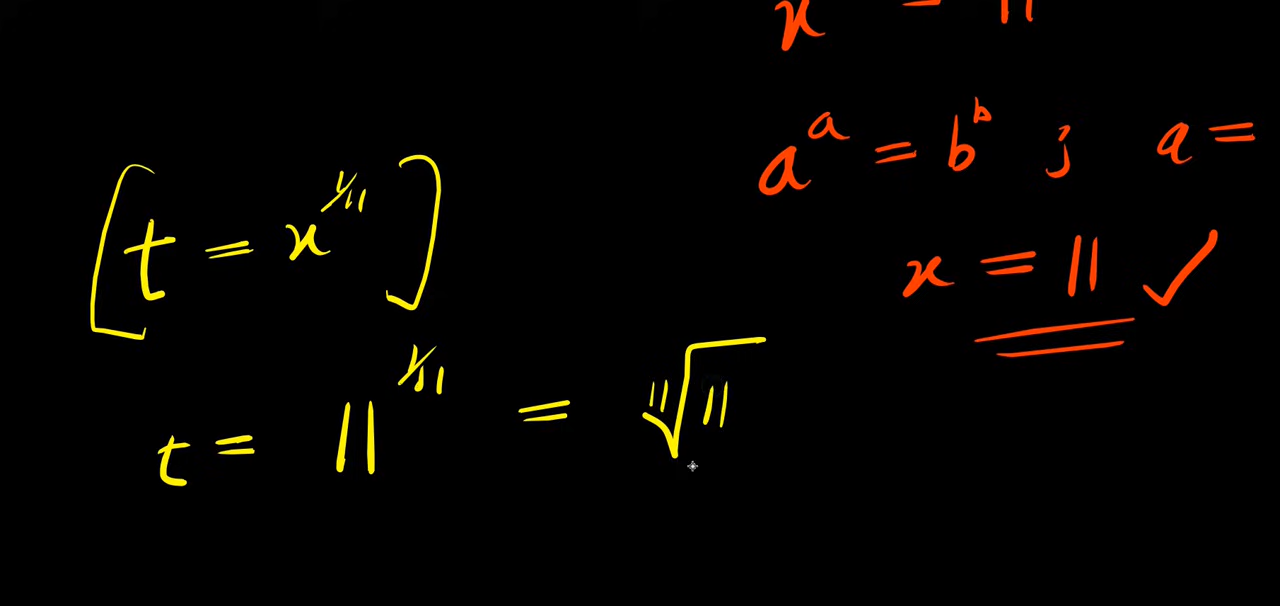 x = 11
a^a = b^b ; a =
[t = x^1/11]
x = 11 ✓
t = 11^1/11 = ¹¹√11